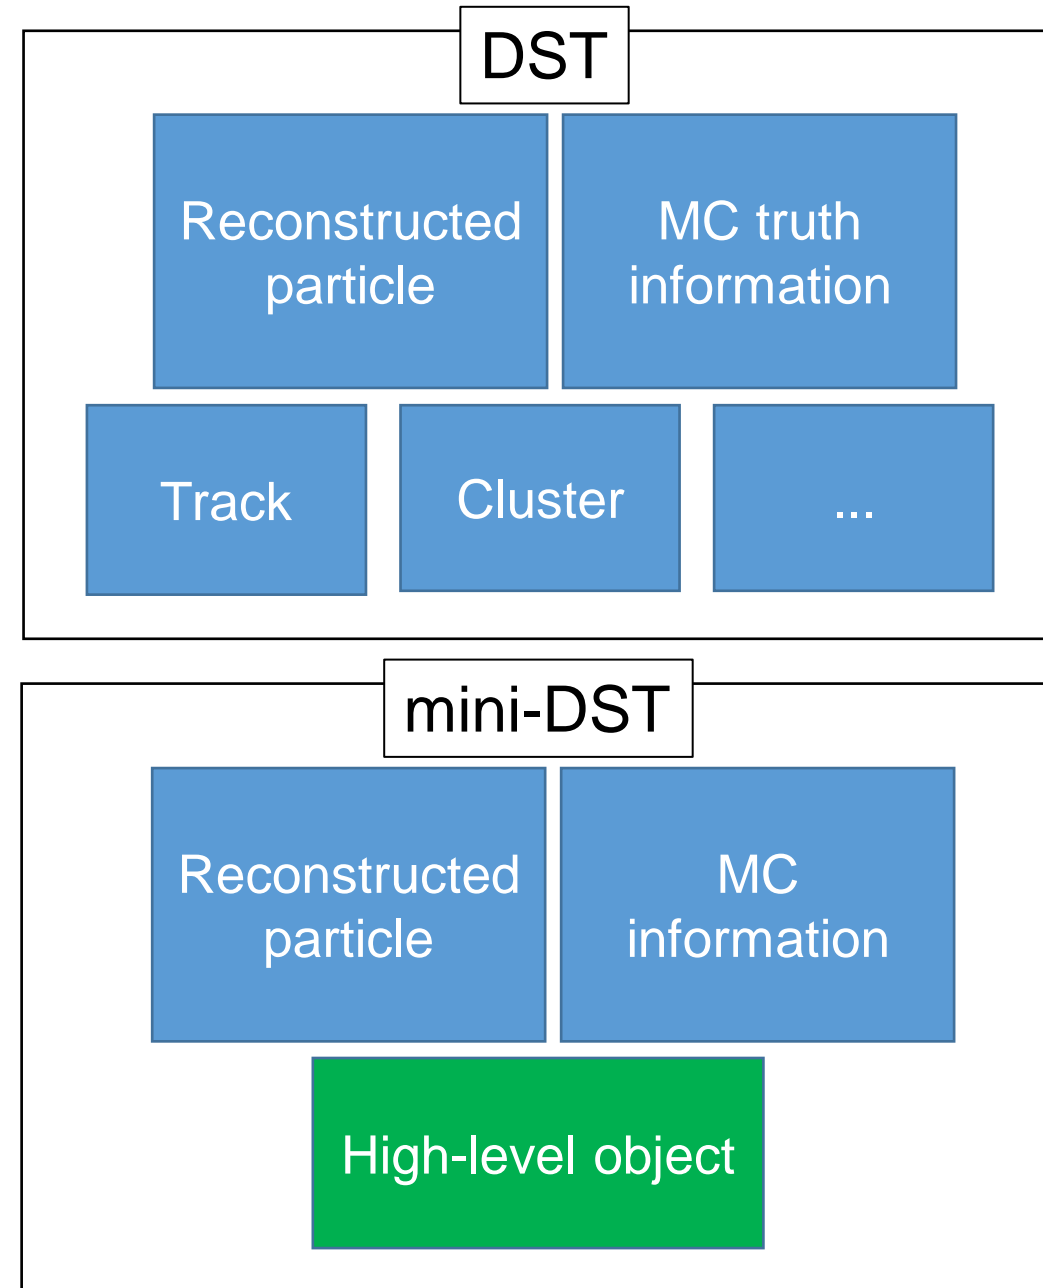 DST
Reconstructed
particle
MC truth
information
Track
Cluster
...
mini-DST
Reconstructed
particle
MC
information
High-level object